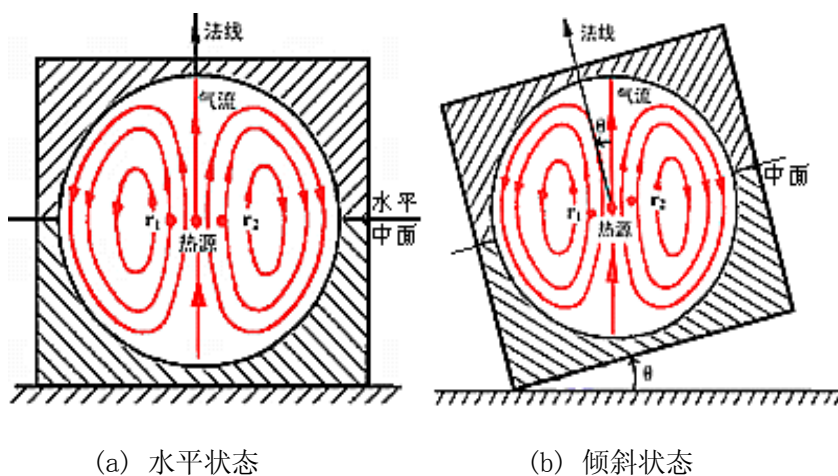 法线
气流
r₁
r₂
热源
水平
中面
(a) 水平状态
法线
θ
气流
中面
r₁
r₂
热源
θ
(b) 倾斜状态